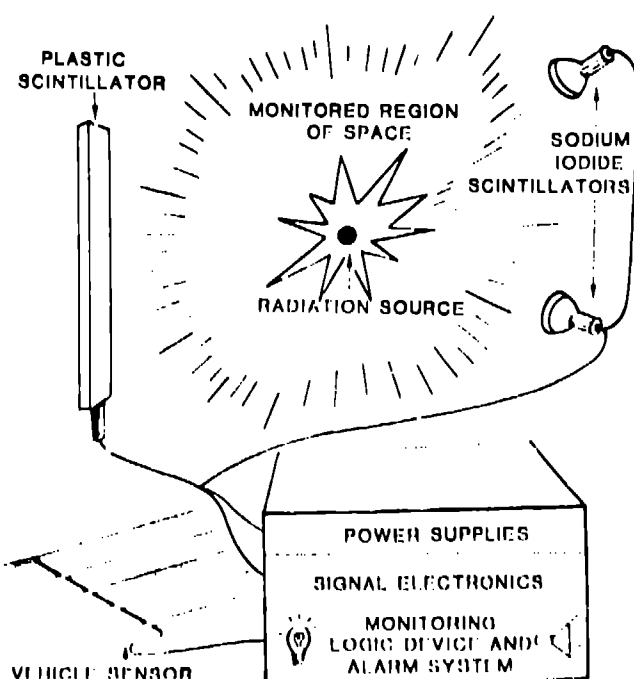 PLASTIC
SCINTILLATOR
MONITORED REGION
OF SPACE
SODIUM
IODIDE
SCINTILLATORS
RADIATION SOURCE
POWER SUPPLIES
SIGNAL ELECTRONICS
MONITORING
LOGIC DEVICE AND
ALARM SYSTEM
VEHICLE SENSOR